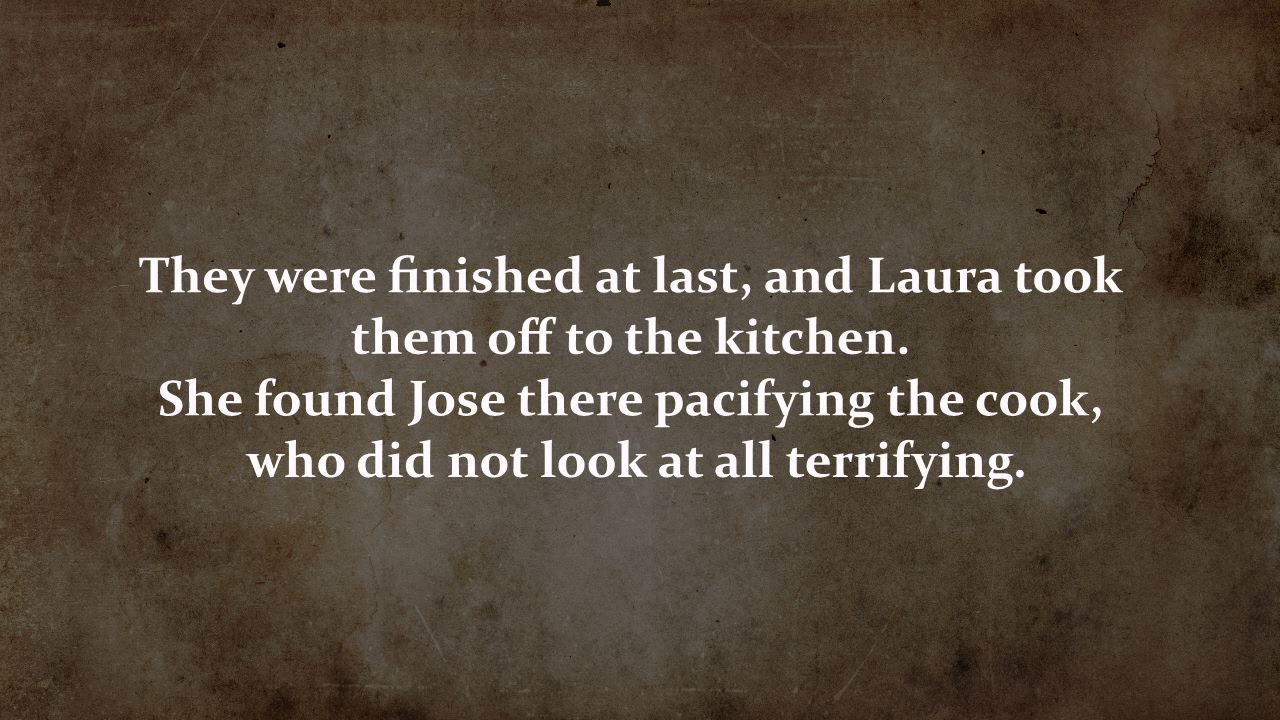 They were finished at last, and Laura took
them off to the kitchen.
She found Jose there pacifying the cook,
who did not look at all terrifying.